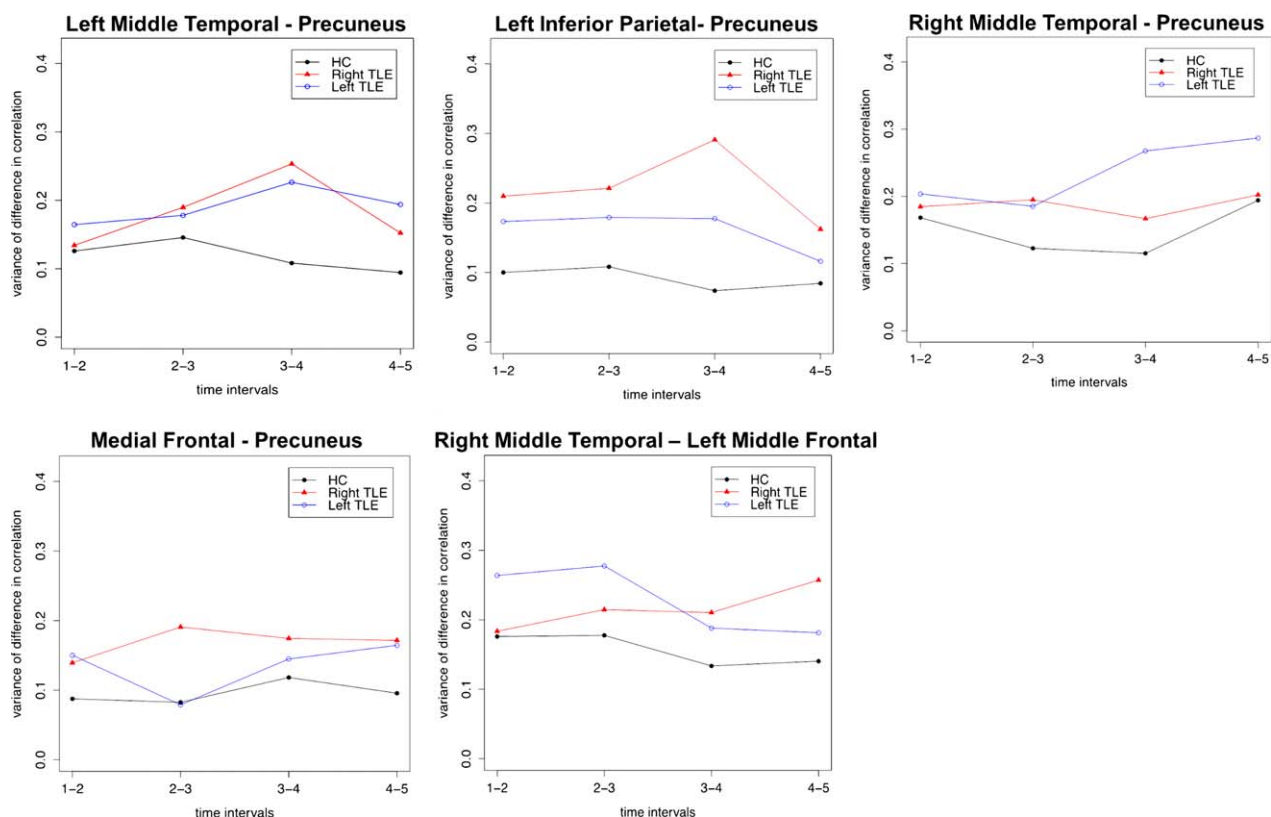 Left Middle Temporal - Precuneus
variance of difference in correlation
0.4
0.3
0.2
0.1
0.0
HC
Right TLE
Left TLE
1–2
2–3
3–4
4–5
time intervals
Left Inferior Parietal- Precuneus
variance of difference in correlation
0.4
0.3
0.2
0.1
0.0
HC
Right TLE
Left TLE
1–2
2–3
3–4
4–5
time intervals
Right Middle Temporal - Precuneus
variance of difference in correlation
0.4
0.3
0.2
0.1
0.0
HC
Right TLE
Left TLE
1–2
2–3
3–4
4–5
time intervals
Medial Frontal - Precuneus
variance of difference in correlation
0.4
0.3
0.2
0.1
0.0
HC
Right TLE
Left TLE
1–2
2–3
3–4
4–5
time intervals
Right Middle Temporal – Left Middle Frontal
variance of difference in correlation
0.4
0.3
0.2
0.1
0.0
HC
Right TLE
Left TLE
1–2
2–3
3–4
4–5
time intervals